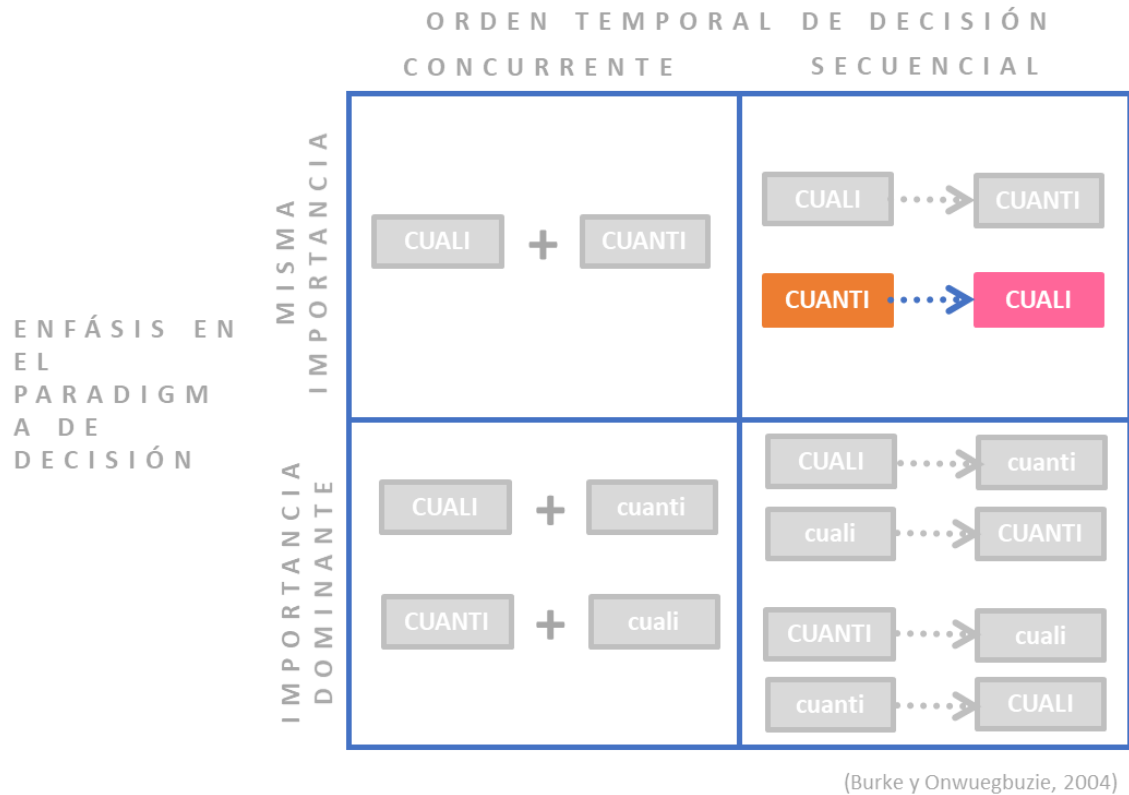 ORDEN TEMPORAL DE DECISIÓN
CONCURRENTE
SECUENCIAL
ENFÁSIS EN
EL
PARADIGM
A DE
DECISIÓN
MISMA
IMPORTANCIA
CUALI + CUANTI
CUALI CUANTI
CUANTI CUALI
IMPORTANCIA
DOMINANTE
CUALI + cuanti
CUANTI + cuali
CUALI cuanti
cuali CUANTI
CUANTI cuali
cuanti CUALI
(Burke y Onwuegbuzie, 2004)